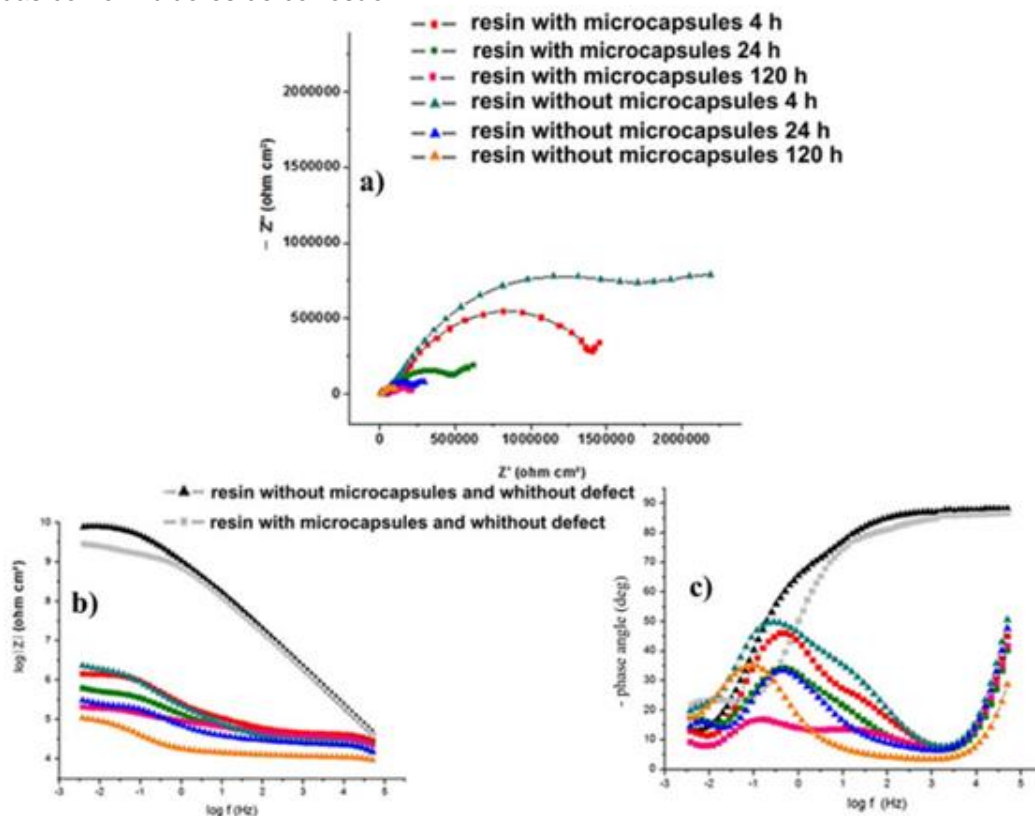 resin with microcapsules 4 h
resin with microcapsules 24 h
resin with microcapsules 120 h
resin without microcapsules 4 h
resin without microcapsules 24 h
resin without microcapsules 120 h
a)
− Z'' (ohm cm²)
2000000
1500000
1000000
500000
0
0
500000
1000000
1500000
2000000
Z' (ohm cm²)
resin without microcapsules and whithout defect
resin with microcapsules and whithout defect
b)
log |Z| (ohm cm²)
10
9
8
7
6
5
4
-3
-2
-1
0
1
2
3
4
5
log f (Hz)
c)
- phase angle (deg)
90
80
70
60
50
40
30
20
10
0
-3
-2
-1
0
1
2
3
4
5
log f (Hz)